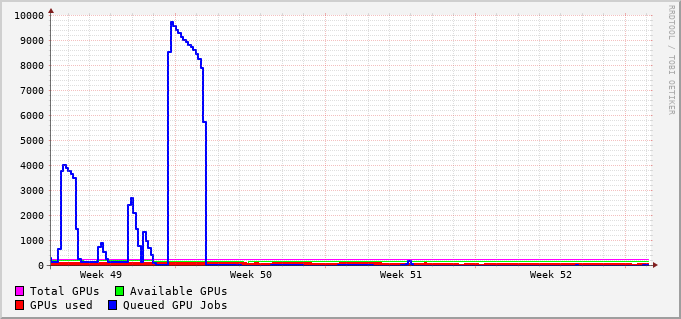 10000
9000
8000
7000
6000
5000
4000
3000
2000
1000
0
Week 49 Week 50 Week 51 Week 52
Total GPUs Available GPUs
GPUs used Queued GPU Jobs
RRDTOOL / TOBI OETIKER